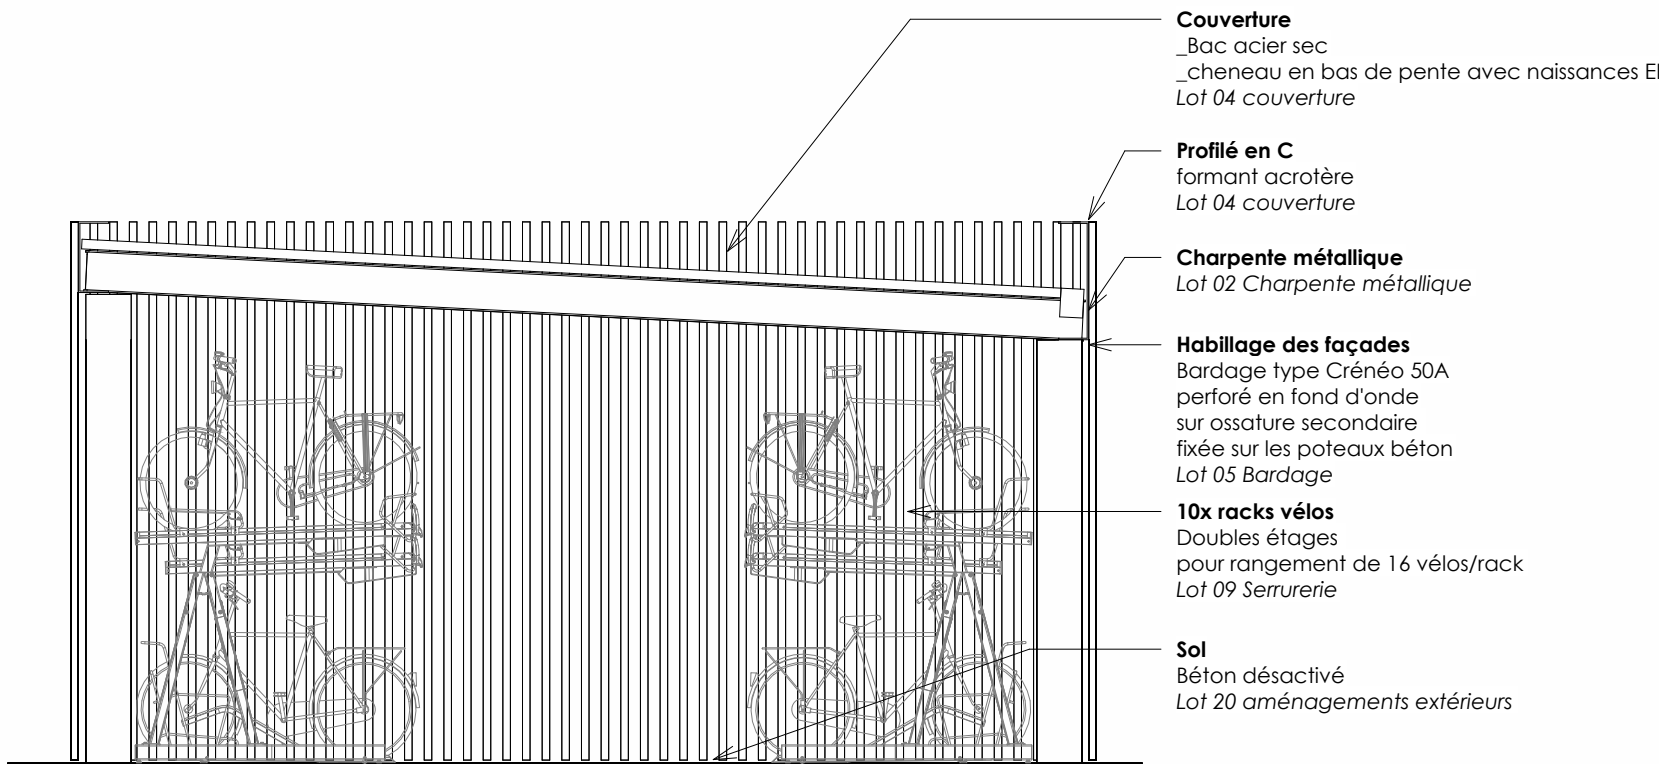 Couverture
_Bac acier sec
_cheneau en bas de pente avec naissances
Lot 04 couverture
Profilé en C
formant acrotère
Lot 04 couverture
Charpente métallique
Lot 02 Charpente métallique
Habillage des façades
Bardage type Crénéo 50A
perforé en fond d'onde
sur ossature secondaire
fixée sur les poteaux béton
Lot 05 Bardage
10x racks vélos
Doubles étages
pour rangement de 16 vélos/rack
Lot 09 Serrurerie
Sol
Béton désactivé
Lot 20 aménagements extérieurs